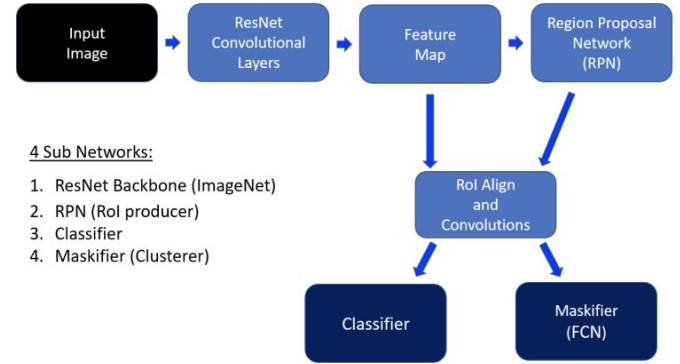 Input
Image
ResNet
Convolutional
Layers
Feature
Map
Region Proposal
Network
(RPN)
4 Sub Networks:
1. ResNet Backbone (ImageNet)
2. RPN (RoI producer)
3. Classifier
4. Maskifier (Clusterer)
RoI Align
and
Convolutions
Classifier
Maskifier
(FCN)